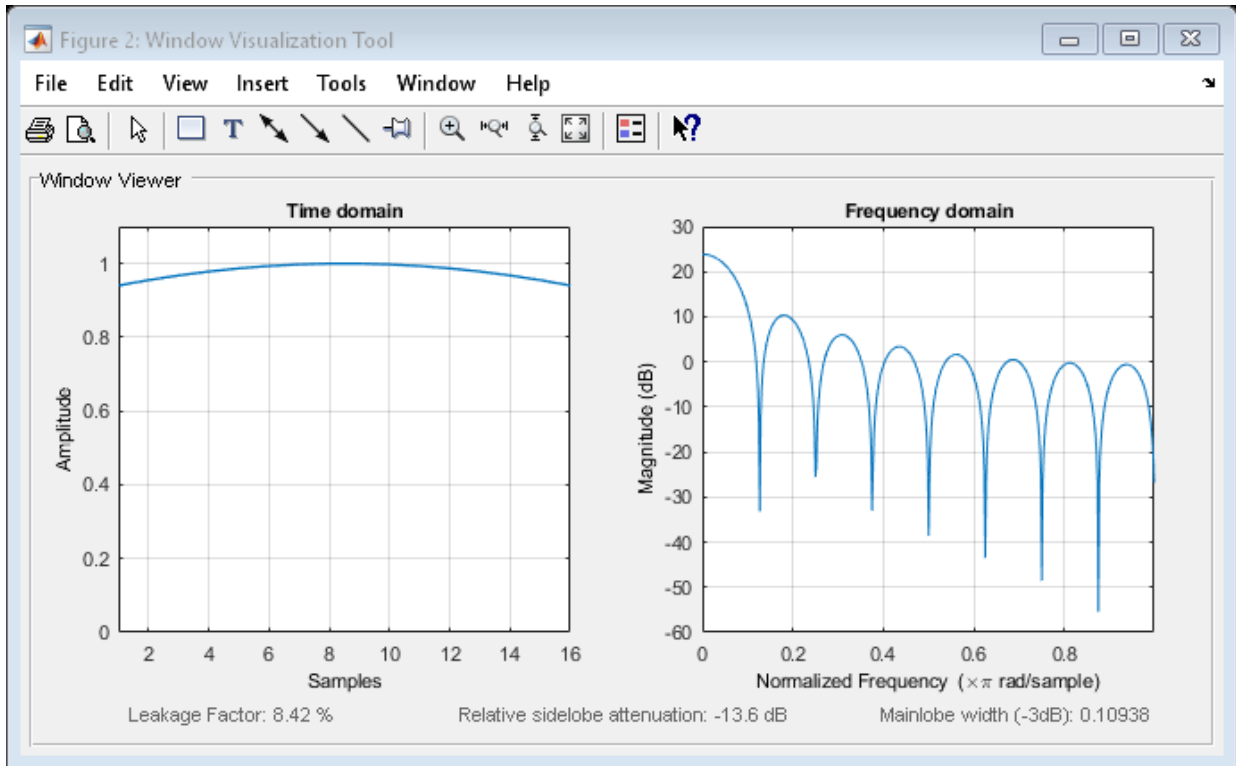 Figure 2: Window Visualization Tool
File Edit View Insert Tools Window Help
T
?
Window Viewer
Time domain
1
0.8
0.6
0.4
0.2
0
Amplitude
2 4 6 8 10 12 14 16
Samples
Frequency domain
30
20
10
0
-10
-20
-30
-40
-50
-60
Magnitude (dB)
0 0.2 0.4 0.6 0.8
Normalized Frequency (×π rad/sample)
Leakage Factor: 8.42 %
Relative sidelobe attenuation: -13.6 dB
Mainlobe width (-3dB): 0.10938